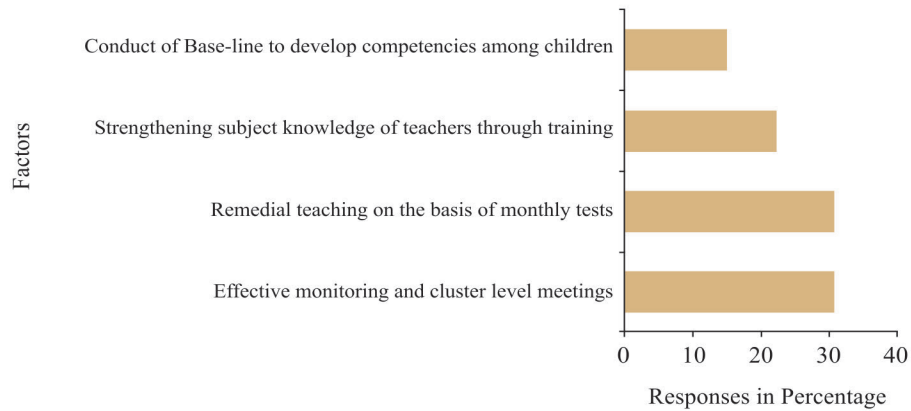 Conduct of Base-line to develop competencies among children
Strengthening subject knowledge of teachers through training
Remedial teaching on the basis of monthly tests
Effective monitoring and cluster level meetings
Factors
0 10 20 30 40
Responses in Percentage